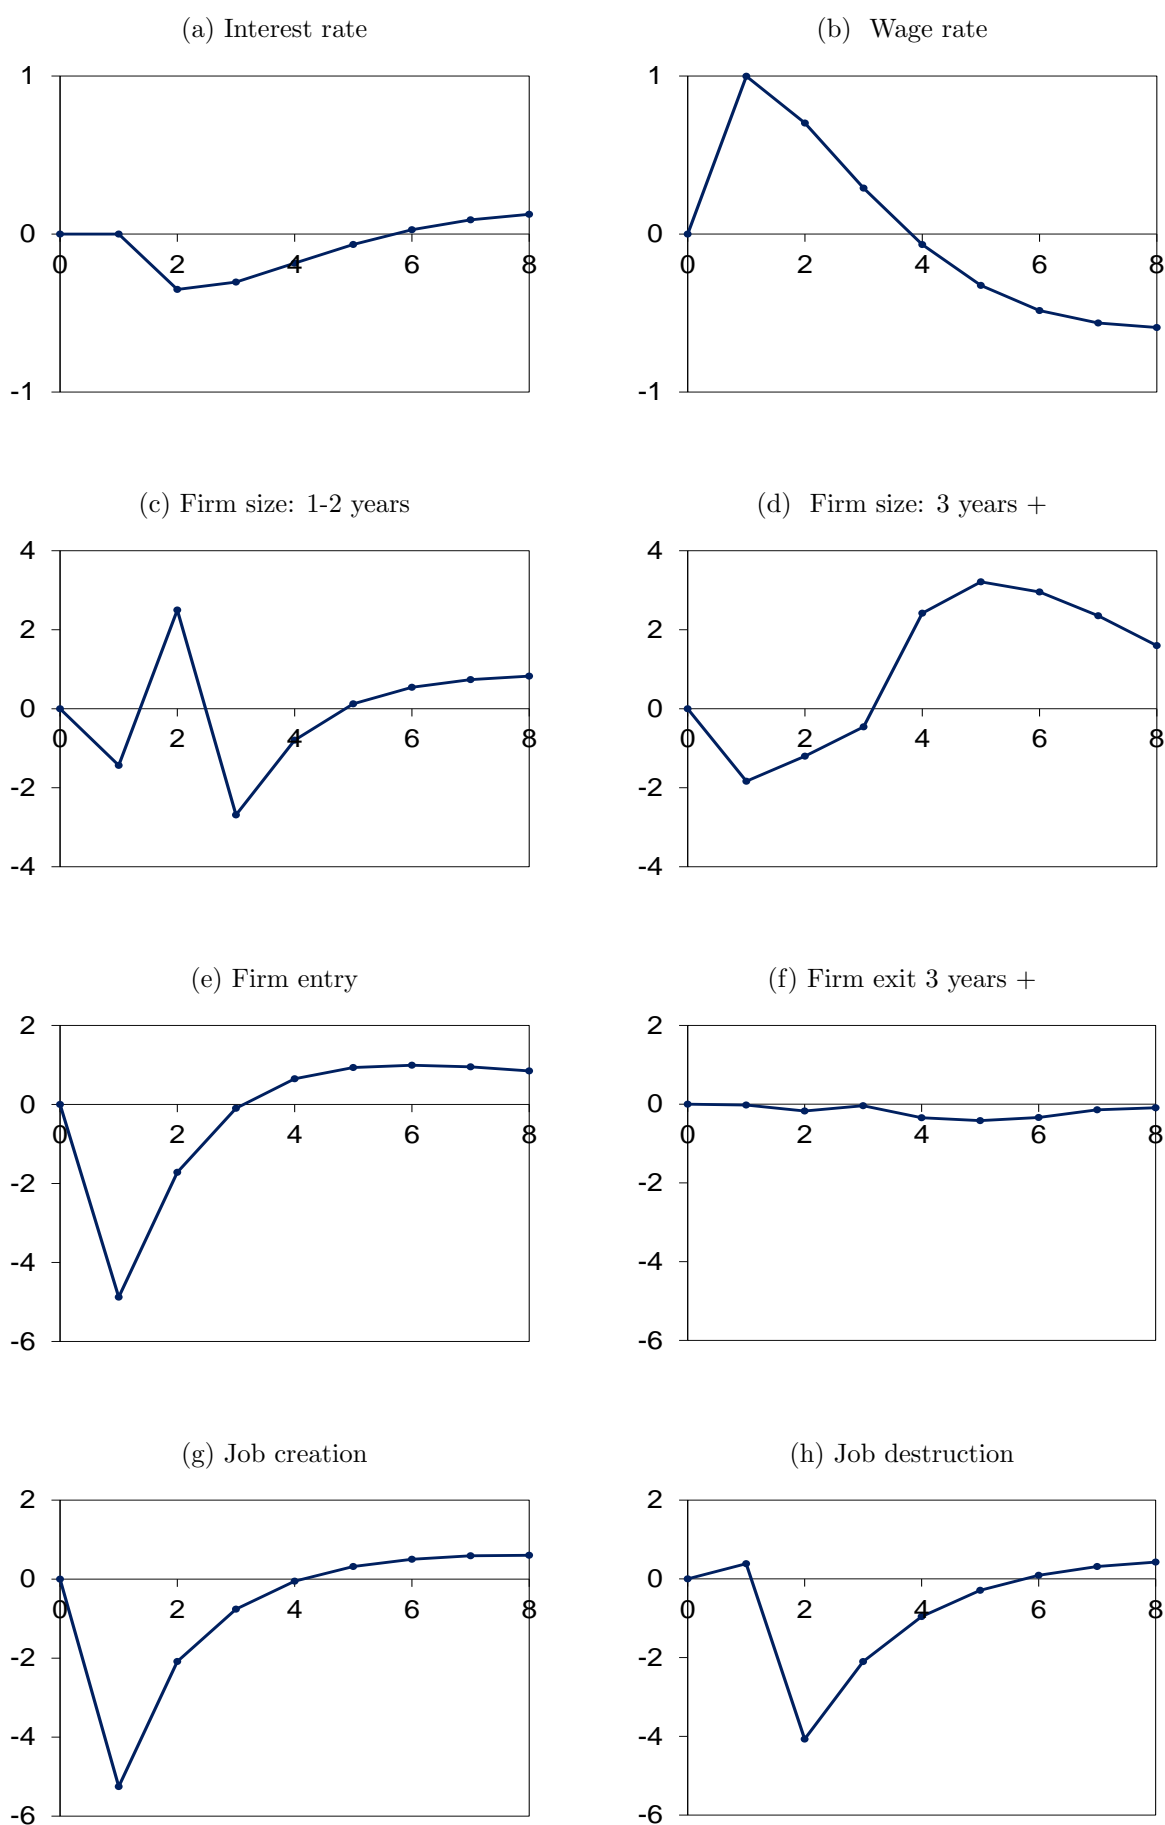 (a) Interest rate
(b) Wage rate
1
0
-1
0 2 4 6 8
1
0
-1
0 2 4 6 8
(c) Firm size: 1-2 years
(d) Firm size: 3 years +
4
2
0
-2
-4
0 2 4 6 8
4
2
0
-2
-4
0 2 4 6 8
(e) Firm entry
(f) Firm exit 3 years +
2
0
-2
-4
-6
0 2 4 6 8
2
0
-2
-4
-6
0 2 4 6 8
(g) Job creation
(h) Job destruction
2
0
-2
-4
-6
0 2 4 6 8
2
0
-2
-4
-6
0 2 4 6 8